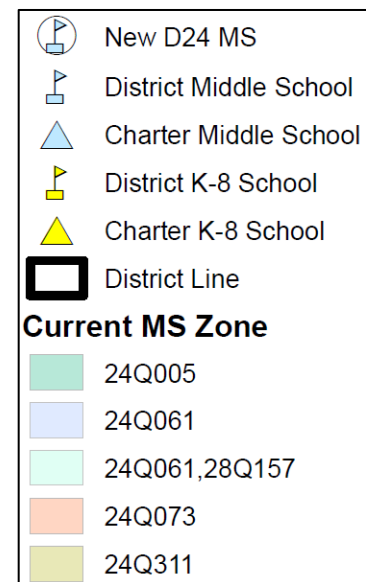 New D24 MS
District Middle School
Charter Middle School
District K-8 School
Charter K-8 School
District Line
Current MS Zone
24Q005
24Q061
24Q061,28Q157
24Q073
24Q311